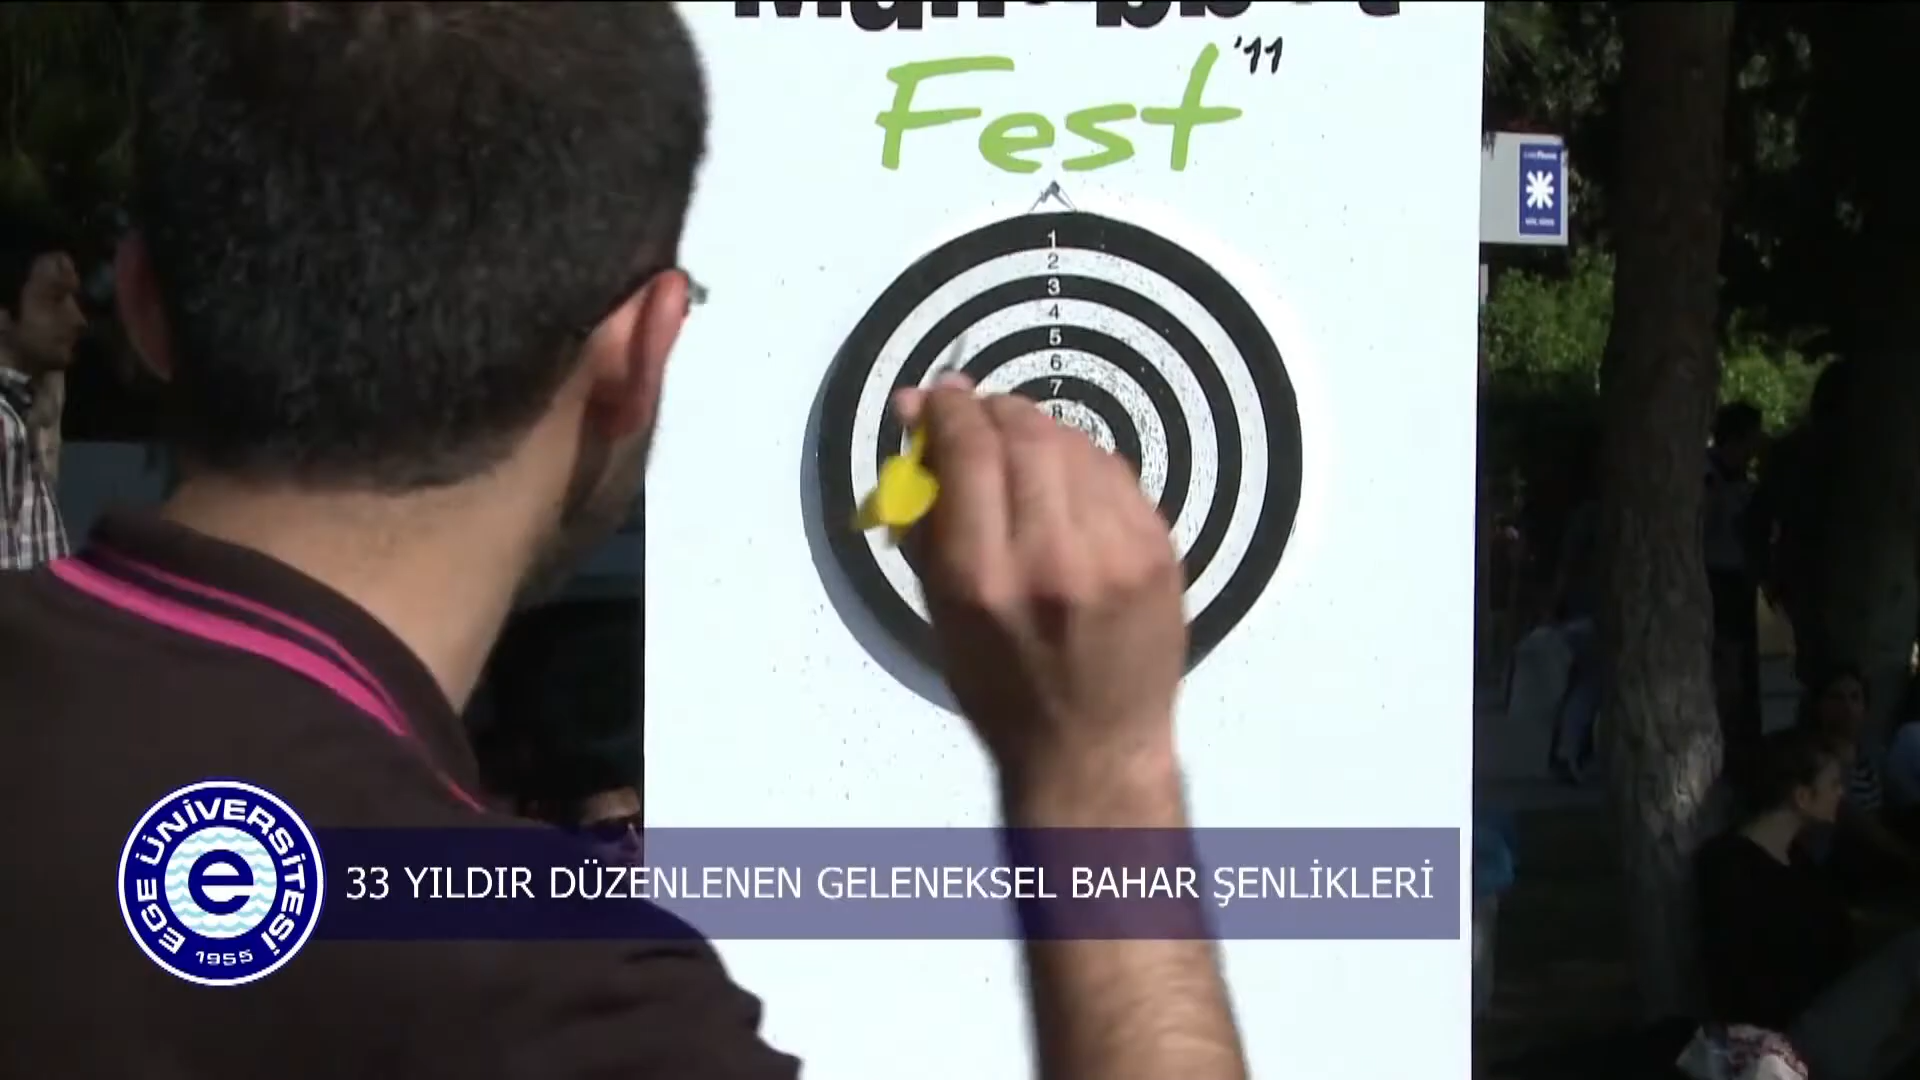 Fest '11
1
2
3
4
5
6
7
8
EGE ÜNİVERSİTESİ
e
1955
33 YILDIR DÜZENLENEN GELENEKSEL BAHAR ŞENLİKLERİ